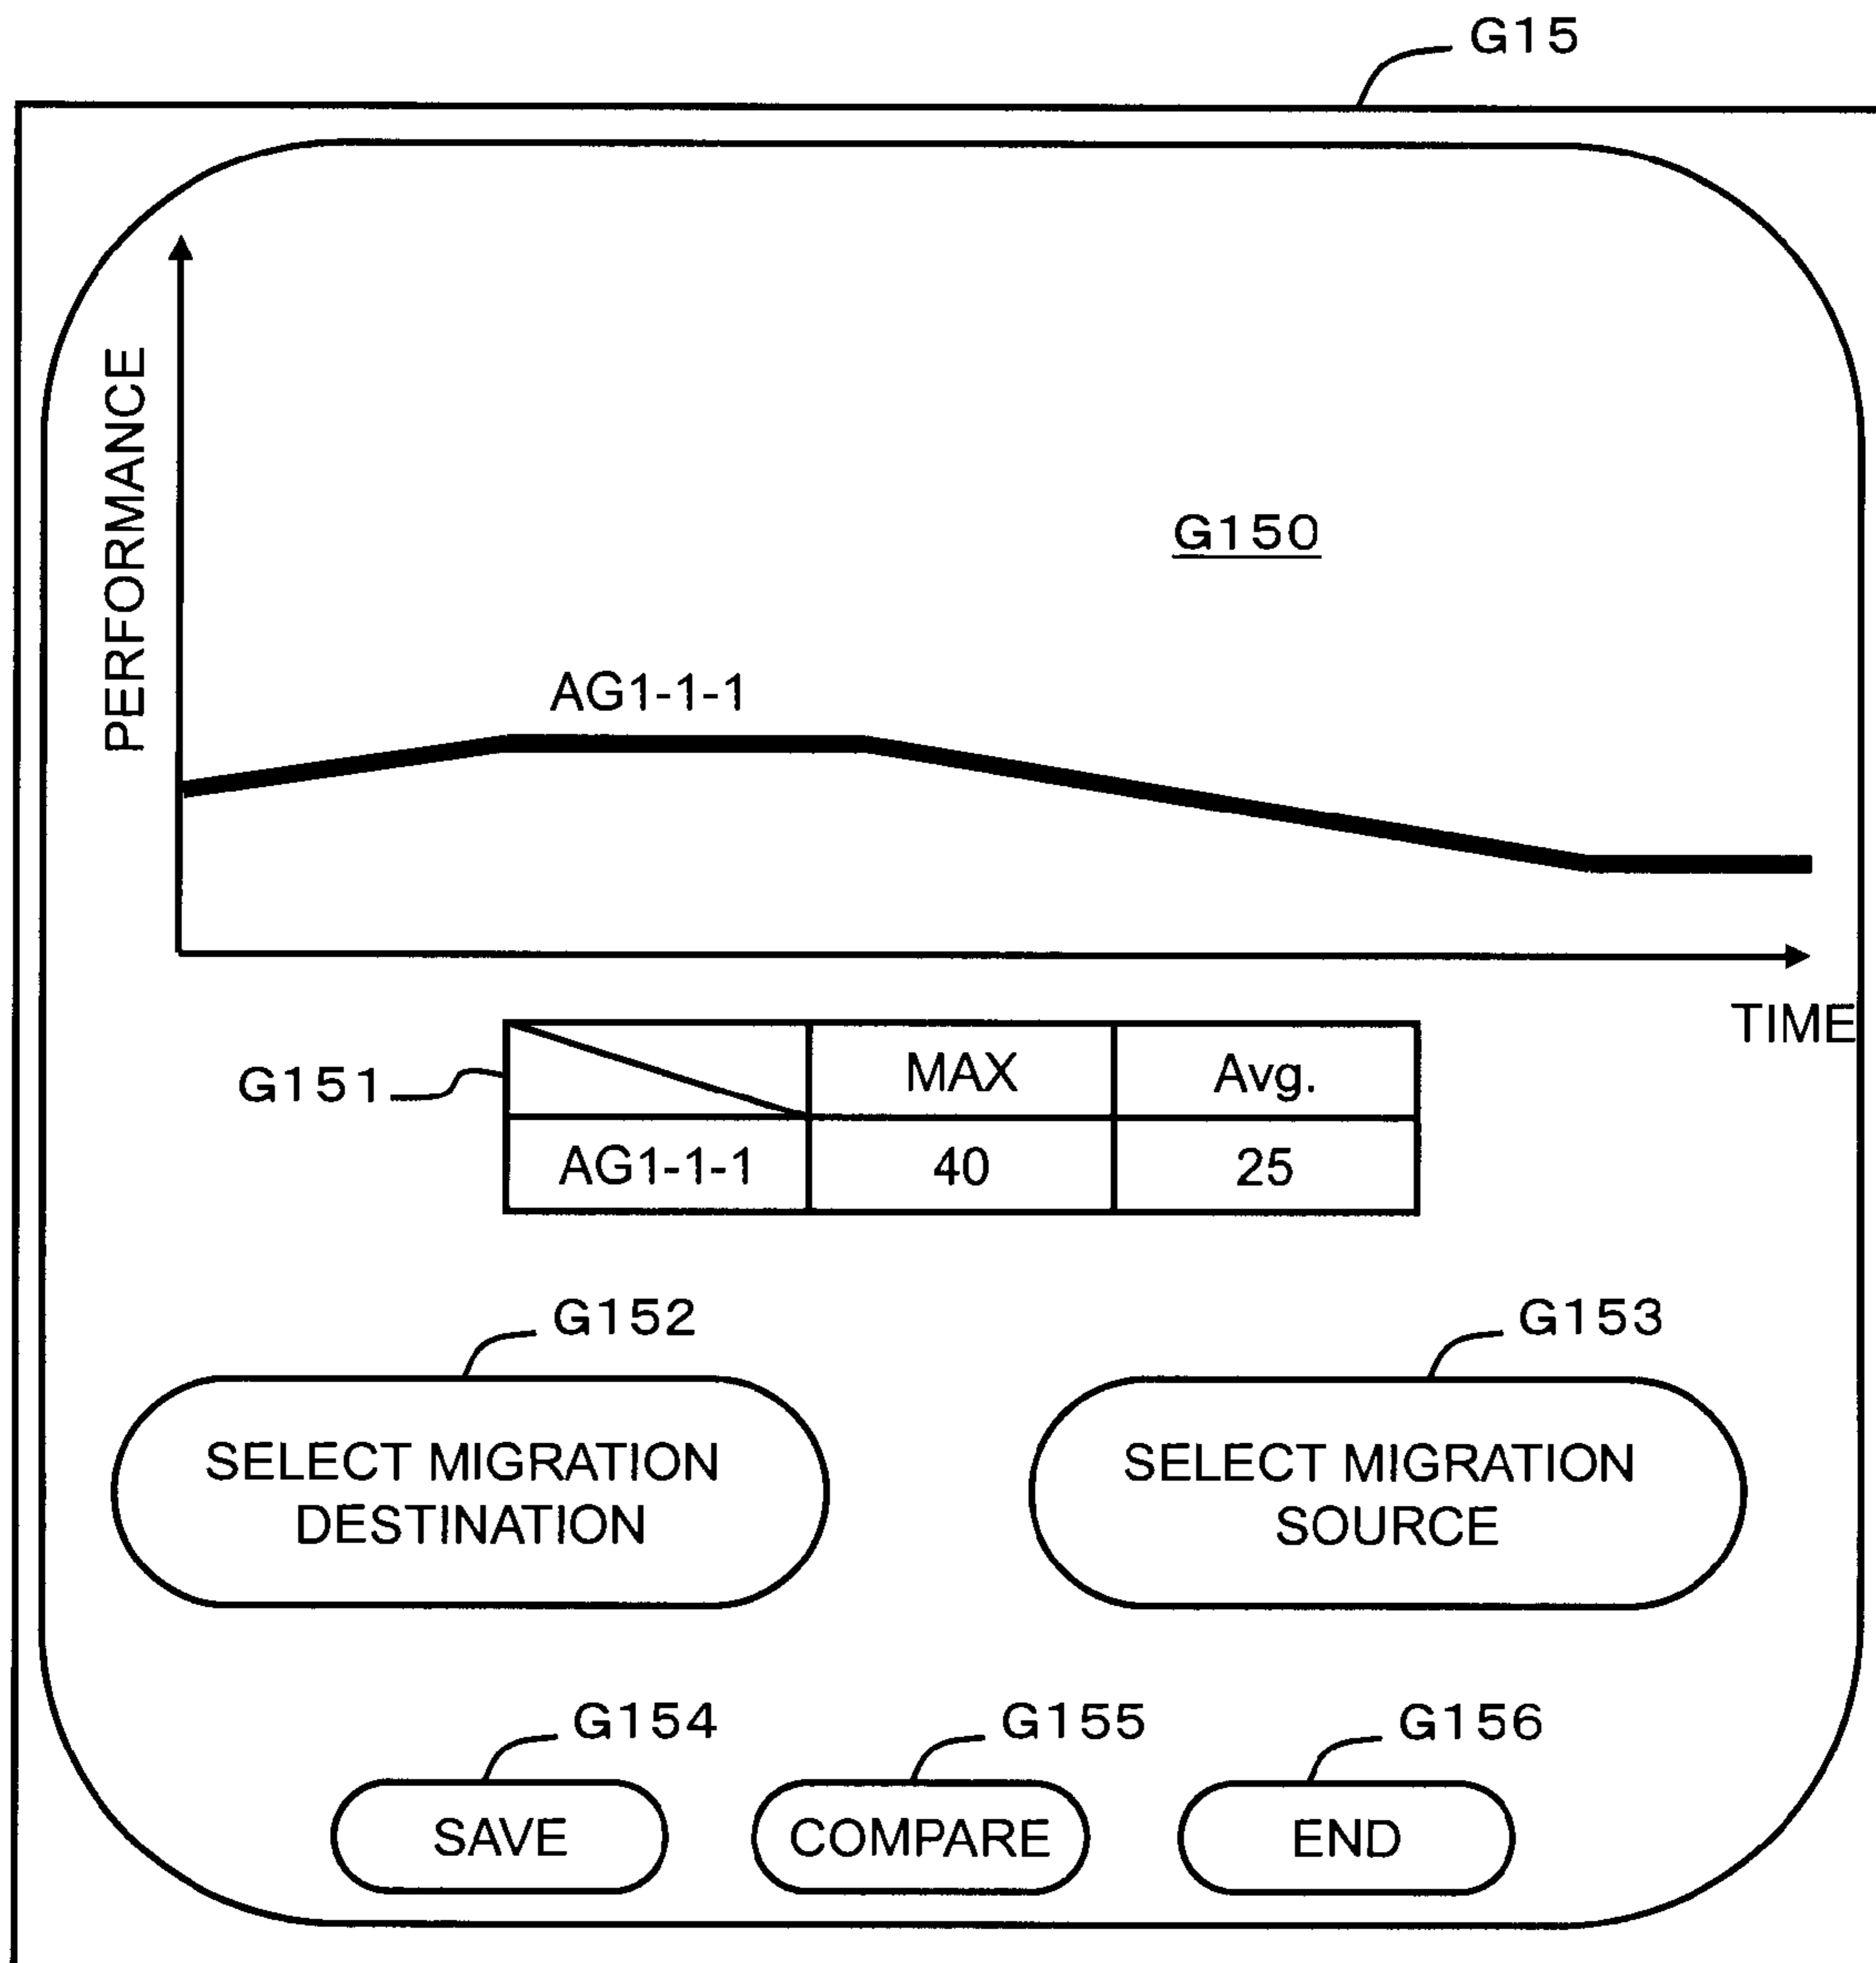 G15
PERFORMANCE
G150
AG1-1-1
TIME
G151
MAX
Avg.
AG1-1-1
40
25
G152
G153
SELECT MIGRATION
DESTINATION
SELECT MIGRATION
SOURCE
G154
G155
G156
SAVE
COMPARE
END